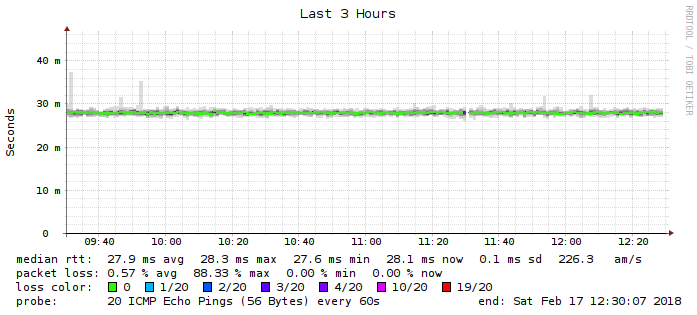 Last 3 Hours
RRDTOOL / TOBI OETIKER
Seconds
40 m
30 m
20 m
10 m
0
09:40 10:00 10:20 10:40 11:00 11:20 11:40 12:00 12:20
median rtt: 27.9 ms avg 28.3 ms max 27.6 ms min 28.1 ms now 0.1 ms sd 226.3 am/s
packet loss: 0.57 % avg 88.33 % max 0.00 % min 0.00 % now
loss color: 0 1/20 2/20 3/20 4/20 10/20 19/20
probe: 20 ICMP Echo Pings (56 Bytes) every 60s end: Sat Feb 17 12:30:07 2018